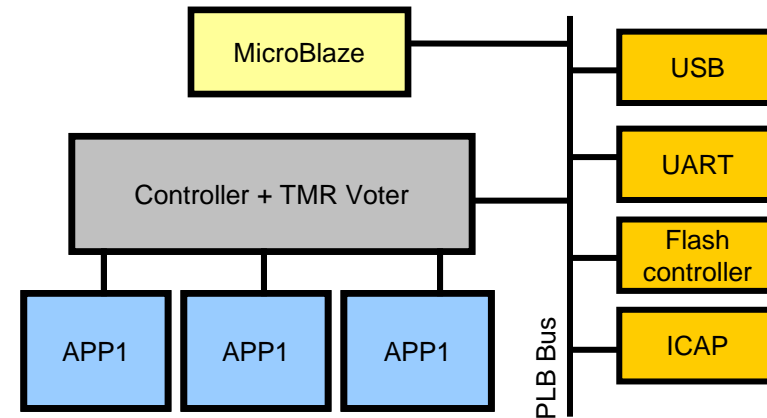 MicroBlaze
USB
Controller + TMR Voter
UART
Flash
controller
APP1
APP1
APP1
PLB Bus
ICAP